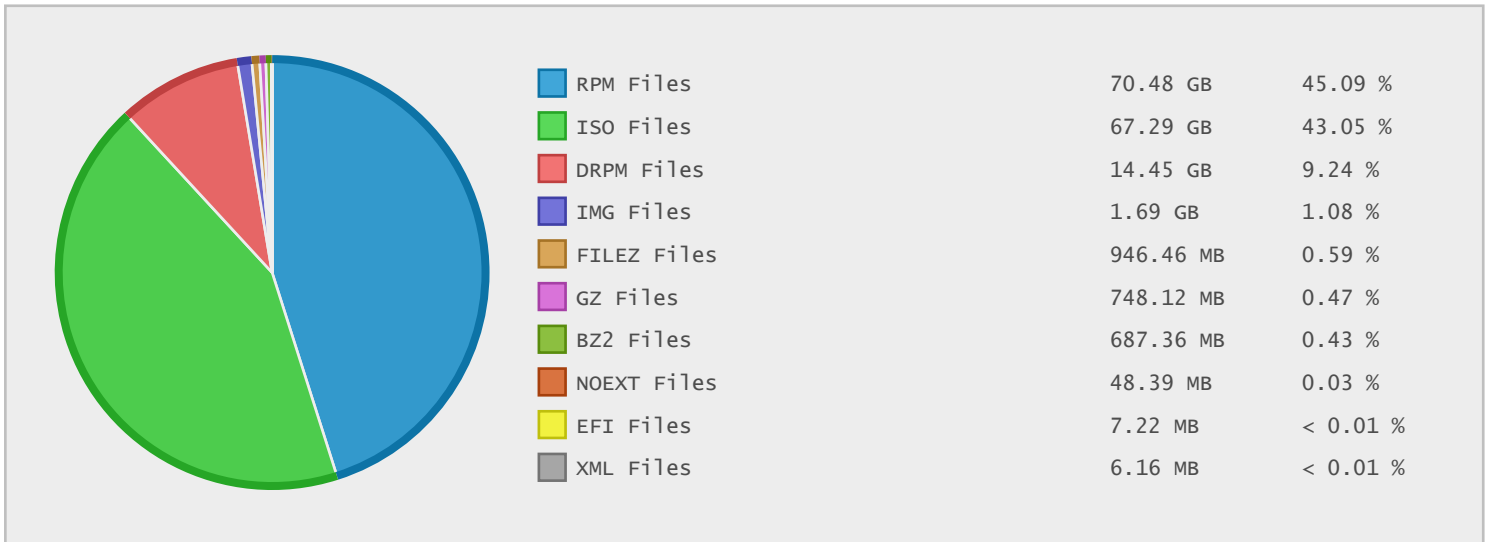 RPM Files 70.48 GB 45.09 %
ISO Files 67.29 GB 43.05 %
DRPM Files 14.45 GB 9.24 %
IMG Files 1.69 GB 1.08 %
FILEZ Files 946.46 MB 0.59 %
GZ Files 748.12 MB 0.47 %
BZ2 Files 687.36 MB 0.43 %
NOEXT Files 48.39 MB 0.03 %
EFI Files 7.22 MB < 0.01 %
XML Files 6.16 MB < 0.01 %